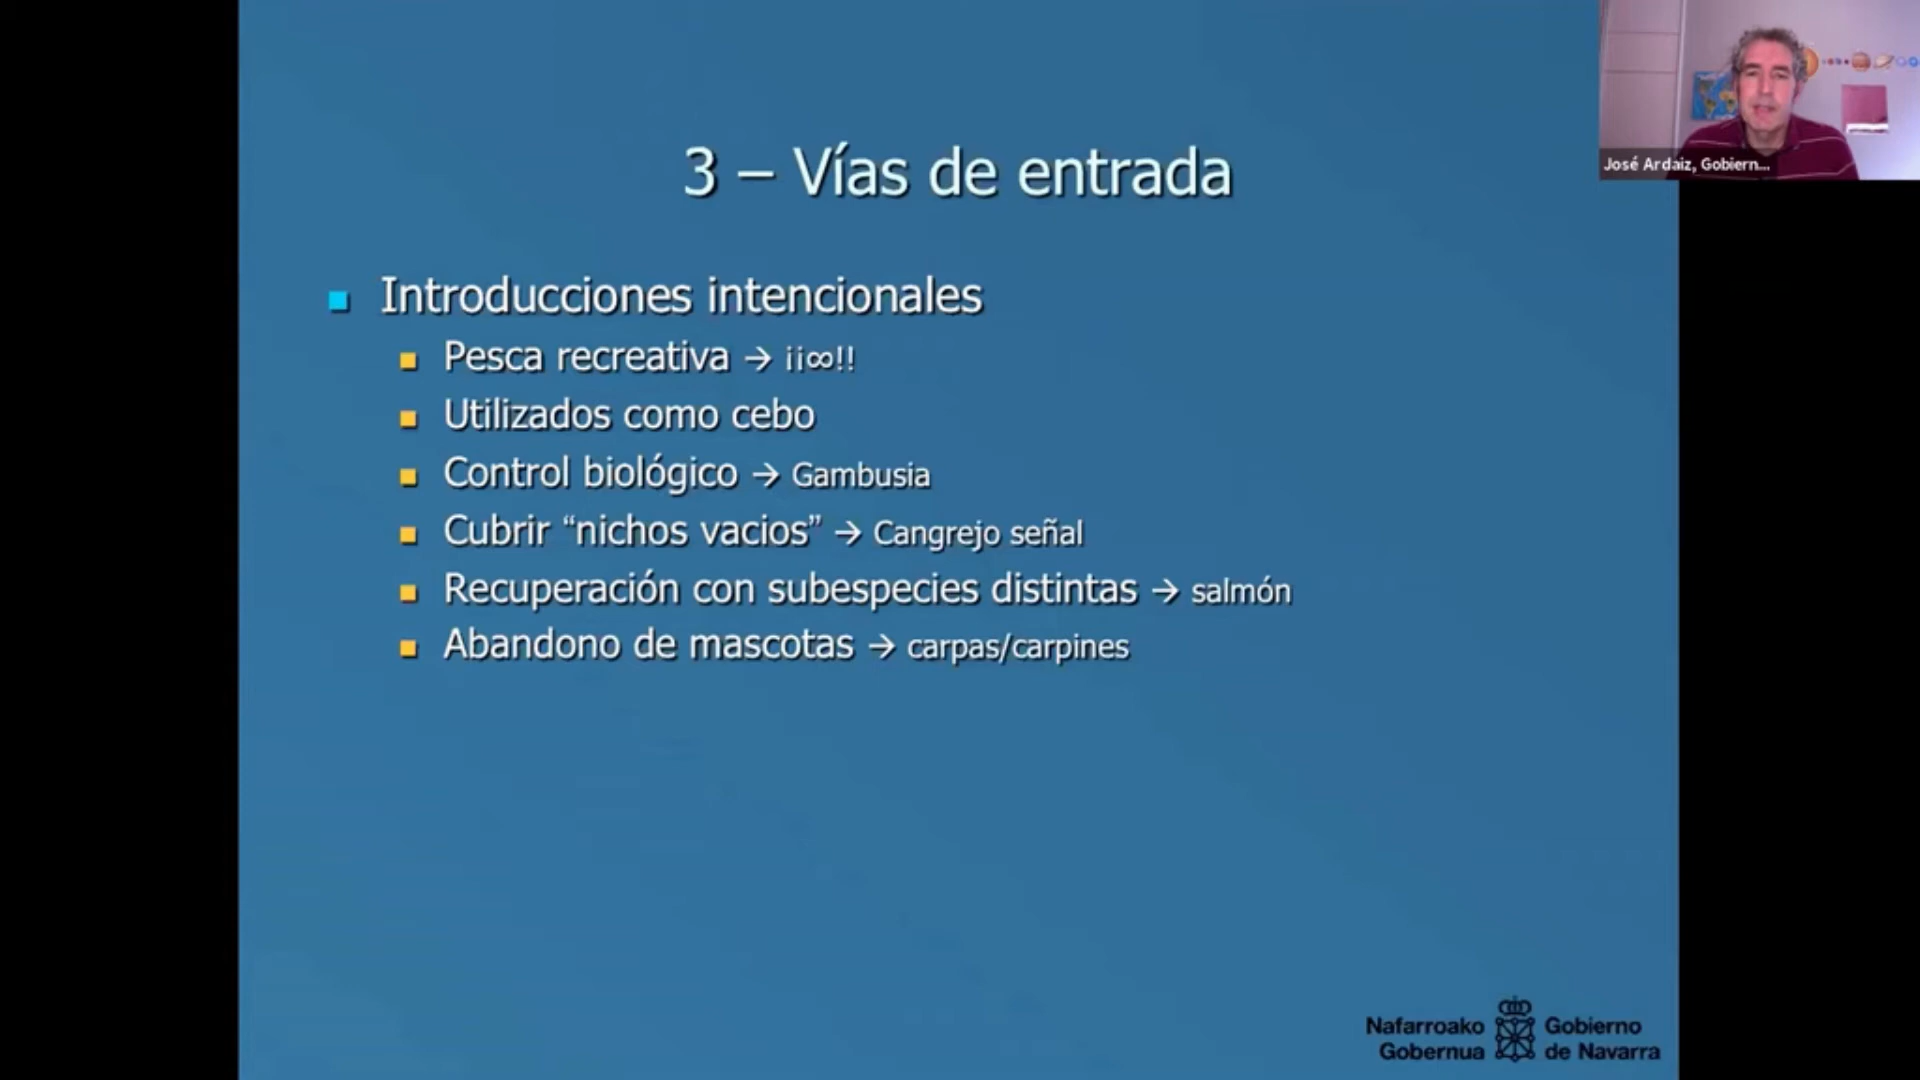 3 – Vías de entrada
Introducciones intencionales
Pesca recreativa → ¡¡∞!!
Utilizados como cebo
Control biológico → Gambusia
Cubrir “nichos vacios” → Cangrejo señal
Recuperación con subespecies distintas → salmón
Abandono de mascotas → carpas/carpines
José Ardaiz, Gobiern...
Nafarroako Gobernua
Gobierno de Navarra